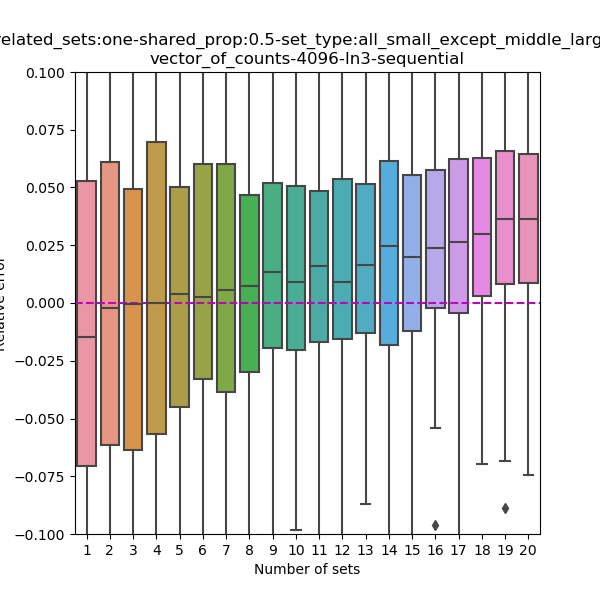 related_sets:one-shared_prop:0.5-set_type:all_small_except_middle_larg
vector_of_counts-4096-ln3-sequential
0.100
0.075
0.050
0.025
0.000
−0.025
−0.050
−0.075
−0.100
Relative error
1 2 3 4 5 6 7 8 9 10 11 12 13 14 15 16 17 18 19 20
Number of sets